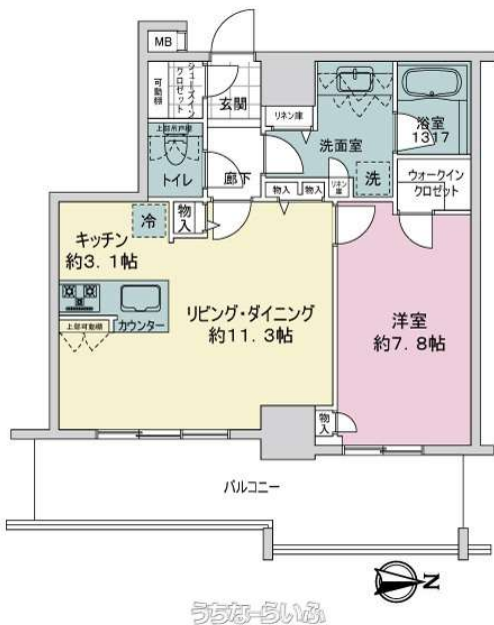 MB
可動棚
シューズイン
クロゼット
玄関
リネン庫
浴室
1317
洗面室
上部吊戸棚
トイレ
廊下
物入
物入
リネン
庫
洗
ウォークイン
クロゼット
冷
物
入
キッチン
約3.1帖
リビング・ダイニング
約11.3帖
洋室
約7.8帖
上部可動棚
カウンター
物
入
バルコニー
N
うちなーらいふ